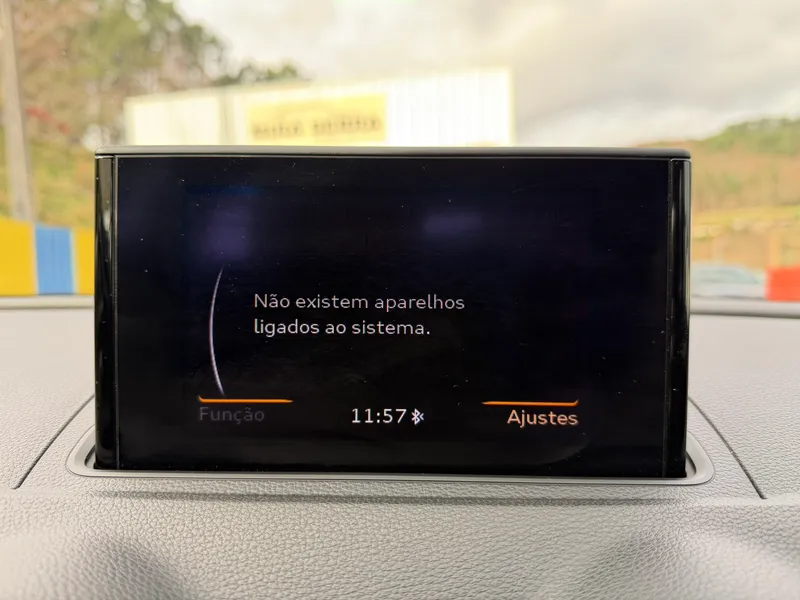 Não existem aparelhos
ligados ao sistema.
Função
11:57
Ajustes